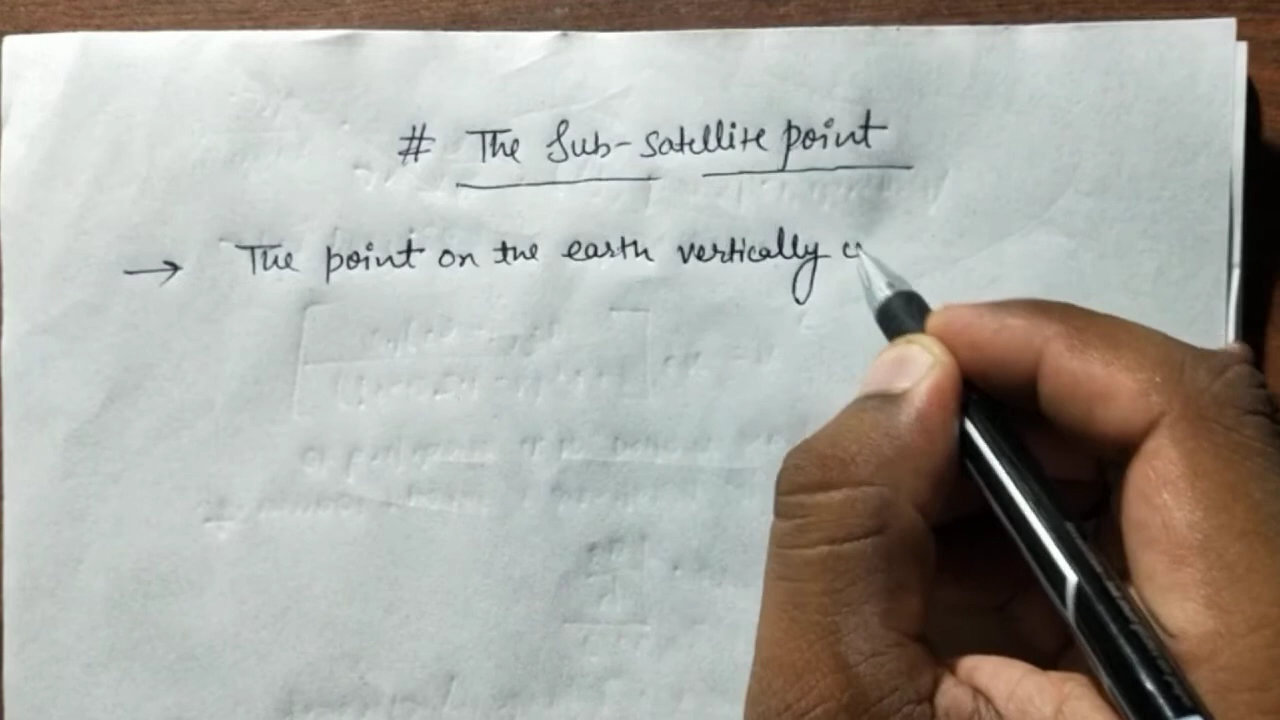 # The Sub-satellite point
→ The point on the earth vertically